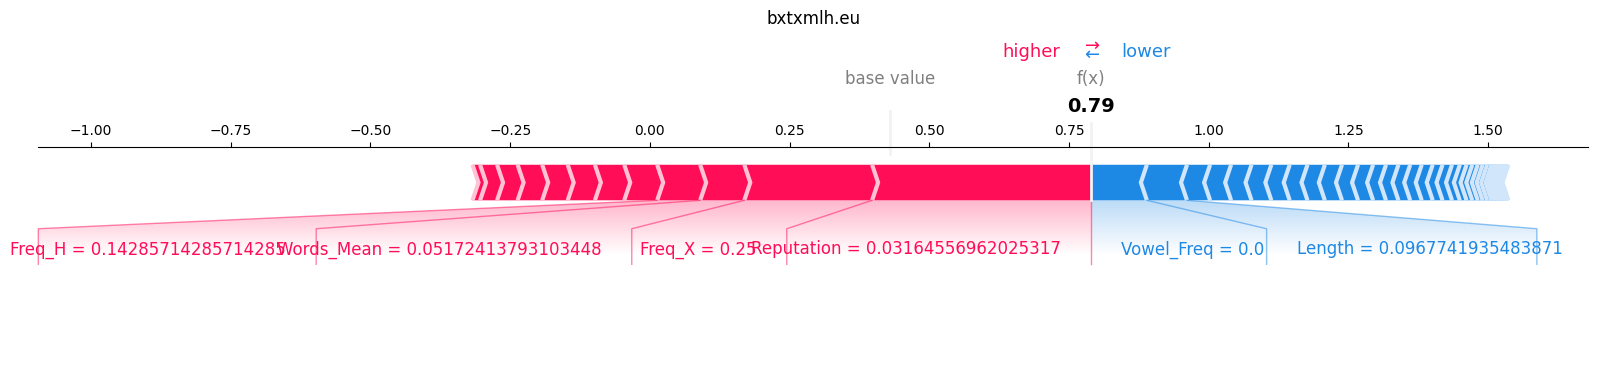 bxtxmlh.eu
higher ⇄ lower
base value f(x)
0.79
−1.00 −0.75 −0.50 −0.25 0.00 0.25 0.50 0.75 1.00 1.25 1.50
Freq_H = 0.14285714285714285 Words_Mean = 0.05172413793103448 Freq_X = 0.25 Reputation = 0.03164556962025317 Vowel_Freq = 0.0 Length = 0.0967741935483871